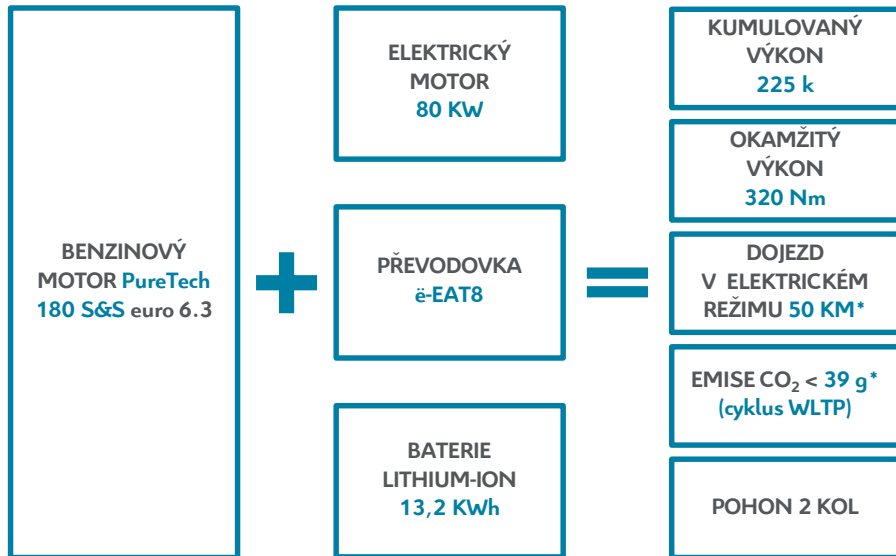 BENZINOVÝ
MOTOR PureTech
180 S&S euro 6.3
+
ELEKTRICKÝ
MOTOR
80 KW
PŘEVODOVKA
ë-EAT8
BATERIE
LITHIUM-ION
13,2 KWh
=
KUMULOVANÝ
VÝKON
225 k
OKAMŽITÝ
VÝKON
320 Nm
DOJEZD
V ELEKTRICKÉM
REŽIMU 50 KM*
EMISE CO₂ < 39 g*
(cyklus WLTP)
POHON 2 KOL